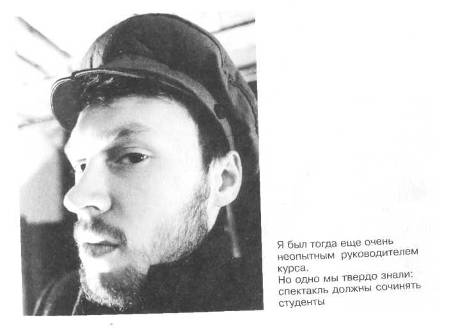 Я был тогда еще очень
неопытным руководителем
курса.
Но одно мы твердо знали:
спектакль должны сочинять
студенты